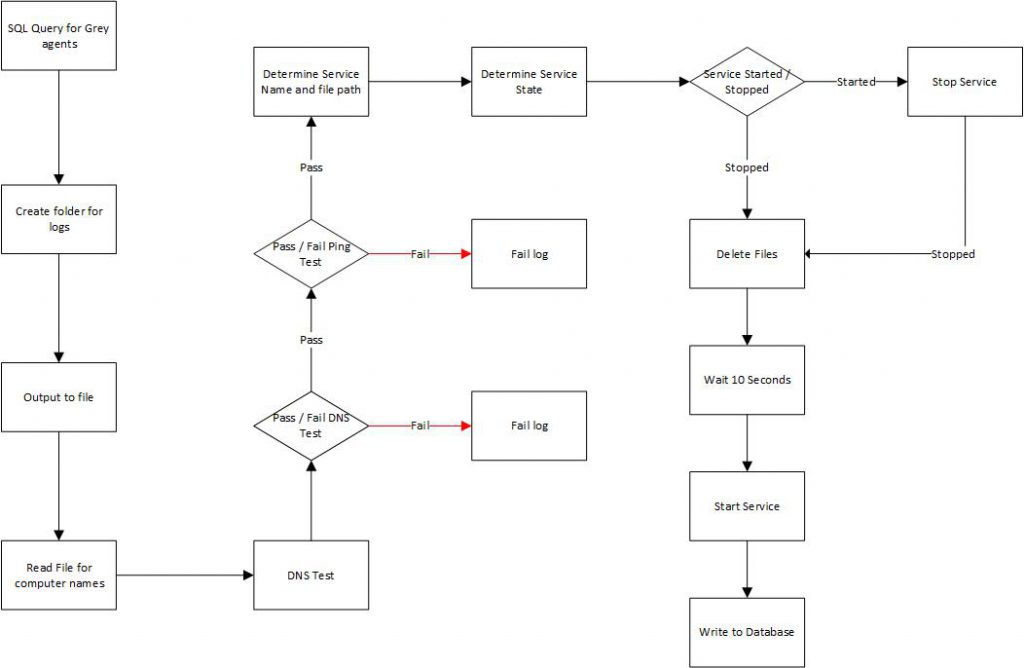 SQL Query for Grey
agents
Create folder for
logs
Output to file
Read File for
computer names
DNS Test
Pass / Fail DNS
Test
Fail
Fail log
Pass
Pass / Fail Ping
Test
Fail
Fail log
Pass
Determine Service
Name and file path
Determine Service
State
Service Started /
Stopped
Started
Stop Service
Stopped
Stopped
Delete Files
Wait 10 Seconds
Start Service
Write to Database